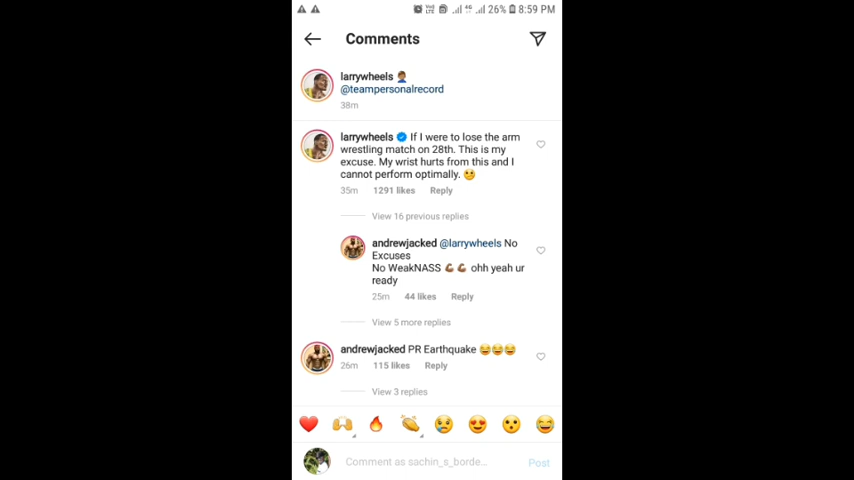 26% 8:59 PM
Comments
larrywheels 🤦🏽‍♂️
@teampersonalrecord
38m
larrywheels If I were to lose the arm
wrestling match on 28th. This is my
excuse. My wrist hurts from this and I
cannot perform optimally. 🤕
35m 1291 likes Reply
View 16 previous replies
andrewjacked @larrywheels No
Excuses
No WeakNASS 💪🏽💪🏽 ohh yeah ur
ready
25m 44 likes Reply
View 5 more replies
andrewjacked PR Earthquake 😂😂😂
26m 115 likes Reply
View 3 replies
Comment as sachin_s_borde... Post